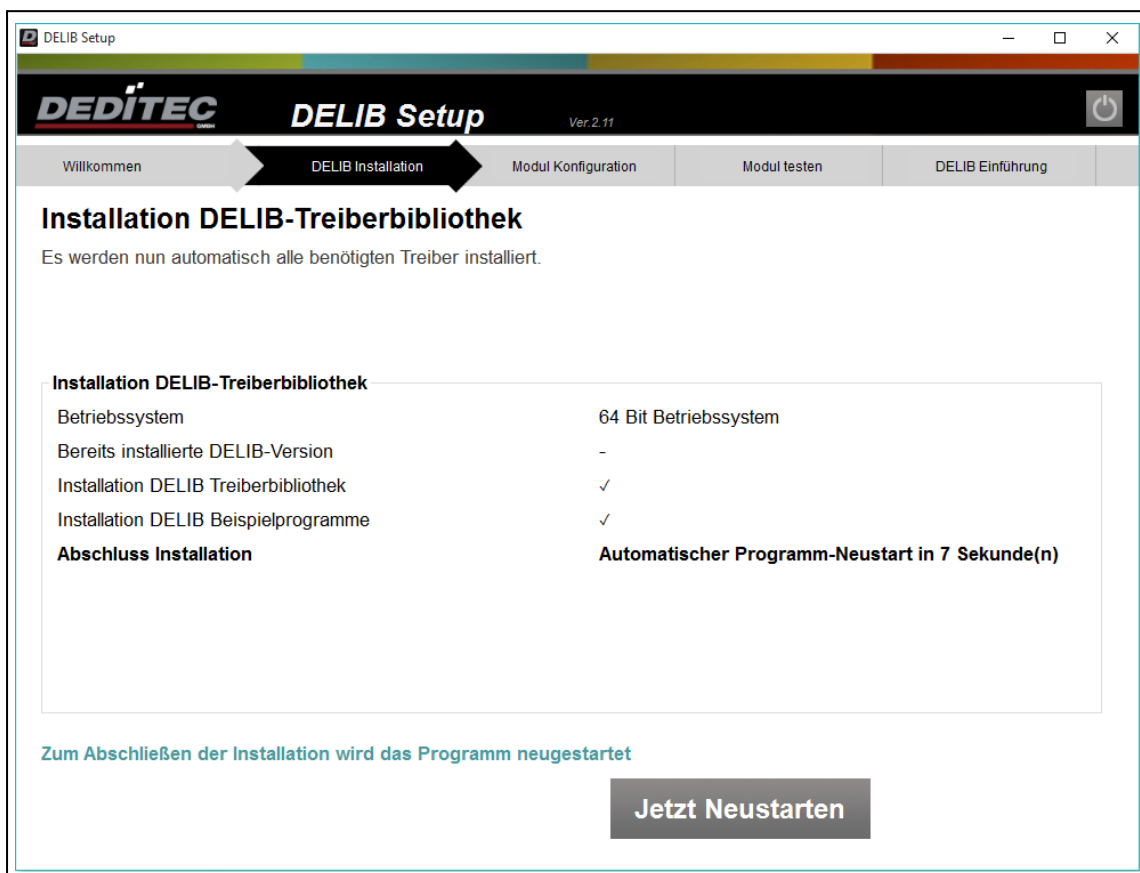 DELIB Setup
DEDITEC
GMBH
DELIB Setup
Ver.2.11
Willkommen
DELIB Installation
Modul Konfiguration
Modul testen
DELIB Einführung
Installation DELIB-Treiberbibliothek
Es werden nun automatisch alle benötigten Treiber installiert.
Installation DELIB-Treiberbibliothek
Betriebssystem 64 Bit Betriebssystem
Bereits installierte DELIB-Version -
Installation DELIB Treiberbibliothek ✓
Installation DELIB Beispielprogramme ✓
Abschluss Installation Automatischer Programm-Neustart in 7 Sekunde(n)
Zum Abschließen der Installation wird das Programm neugestartet
Jetzt Neustarten